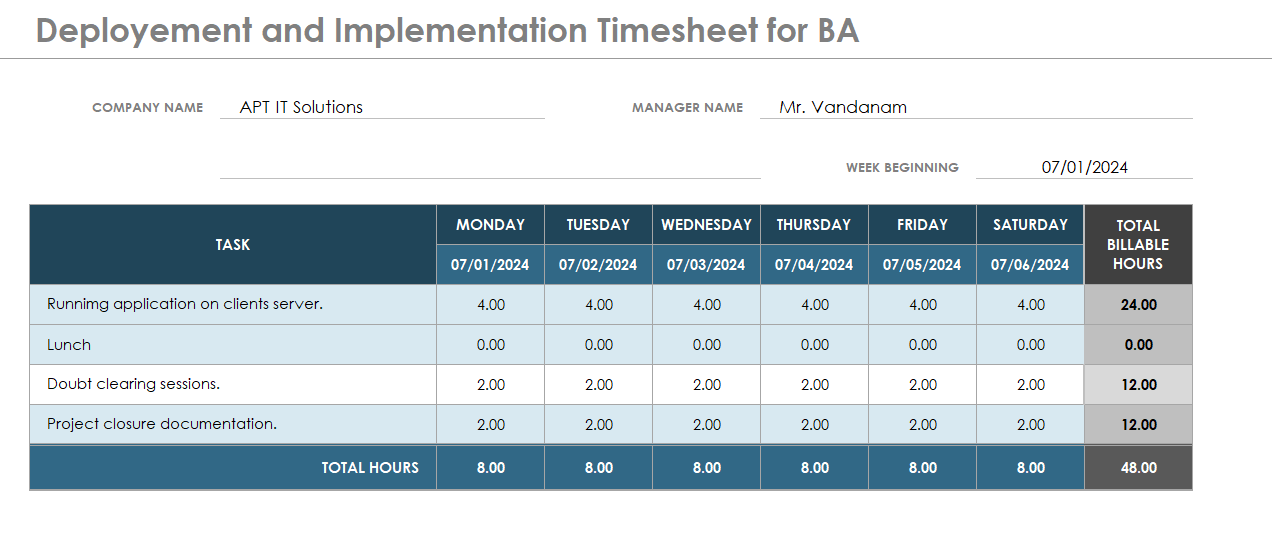 Deployement and Implementation Timesheet for BA
COMPANY NAME APT IT Solutions MANAGER NAME Mr. Vandanam
WEEK BEGINNING 07/01/2024
TASK MONDAY TUESDAY WEDNESDAY THURSDAY FRIDAY SATURDAY TOTAL BILLABLE HOURS
07/01/2024 07/02/2024 07/03/2024 07/04/2024 07/05/2024 07/06/2024
Runnimg application on clients server. 4.00 4.00 4.00 4.00 4.00 4.00 24.00
Lunch 0.00 0.00 0.00 0.00 0.00 0.00 0.00
Doubt clearing sessions. 2.00 2.00 2.00 2.00 2.00 2.00 12.00
Project closure documentation. 2.00 2.00 2.00 2.00 2.00 2.00 12.00
TOTAL HOURS 8.00 8.00 8.00 8.00 8.00 8.00 48.00